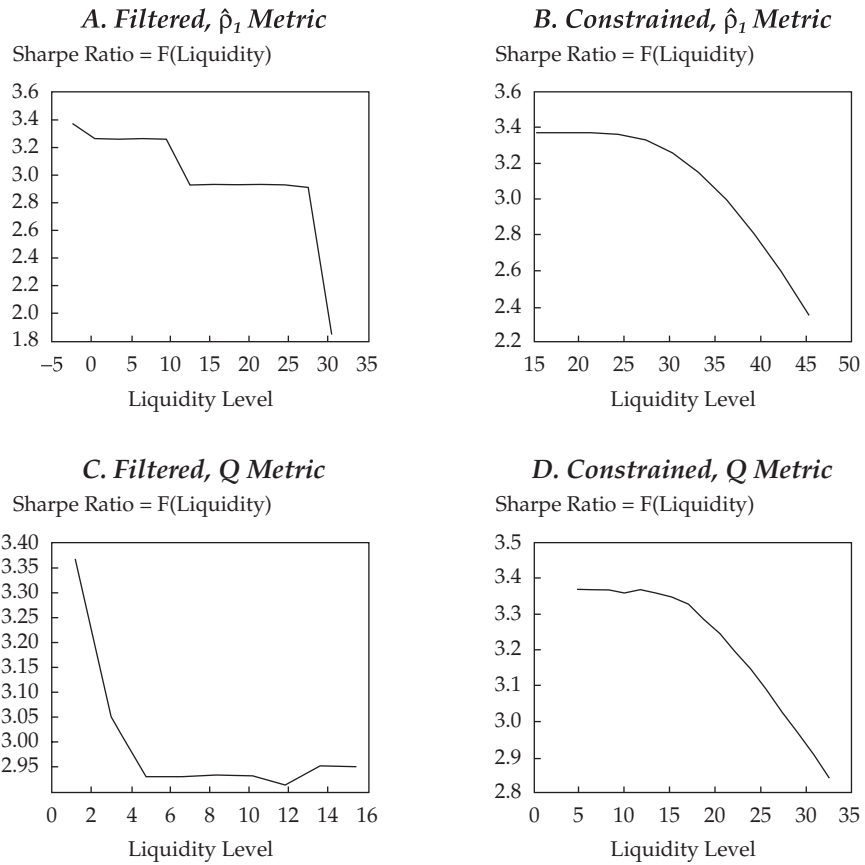 A. Filtered, ρ̂₁ Metric
Sharpe Ratio = F(Liquidity)
3.6
3.4
3.2
3.0
2.8
2.6
2.4
2.2
2.0
1.8
–5 0 5 10 15 20 25 30 35
Liquidity Level
B. Constrained, ρ̂₁ Metric
Sharpe Ratio = F(Liquidity)
3.6
3.4
3.2
3.0
2.8
2.6
2.4
2.2
15 20 25 30 35 40 45 50
Liquidity Level
C. Filtered, Q Metric
Sharpe Ratio = F(Liquidity)
3.40
3.35
3.30
3.25
3.20
3.15
3.10
3.05
3.00
2.95
0 2 4 6 8 10 12 14 16
Liquidity Level
D. Constrained, Q Metric
Sharpe Ratio = F(Liquidity)
3.5
3.4
3.3
3.2
3.1
3.0
2.9
2.8
0 5 10 15 20 25 30 35
Liquidity Level